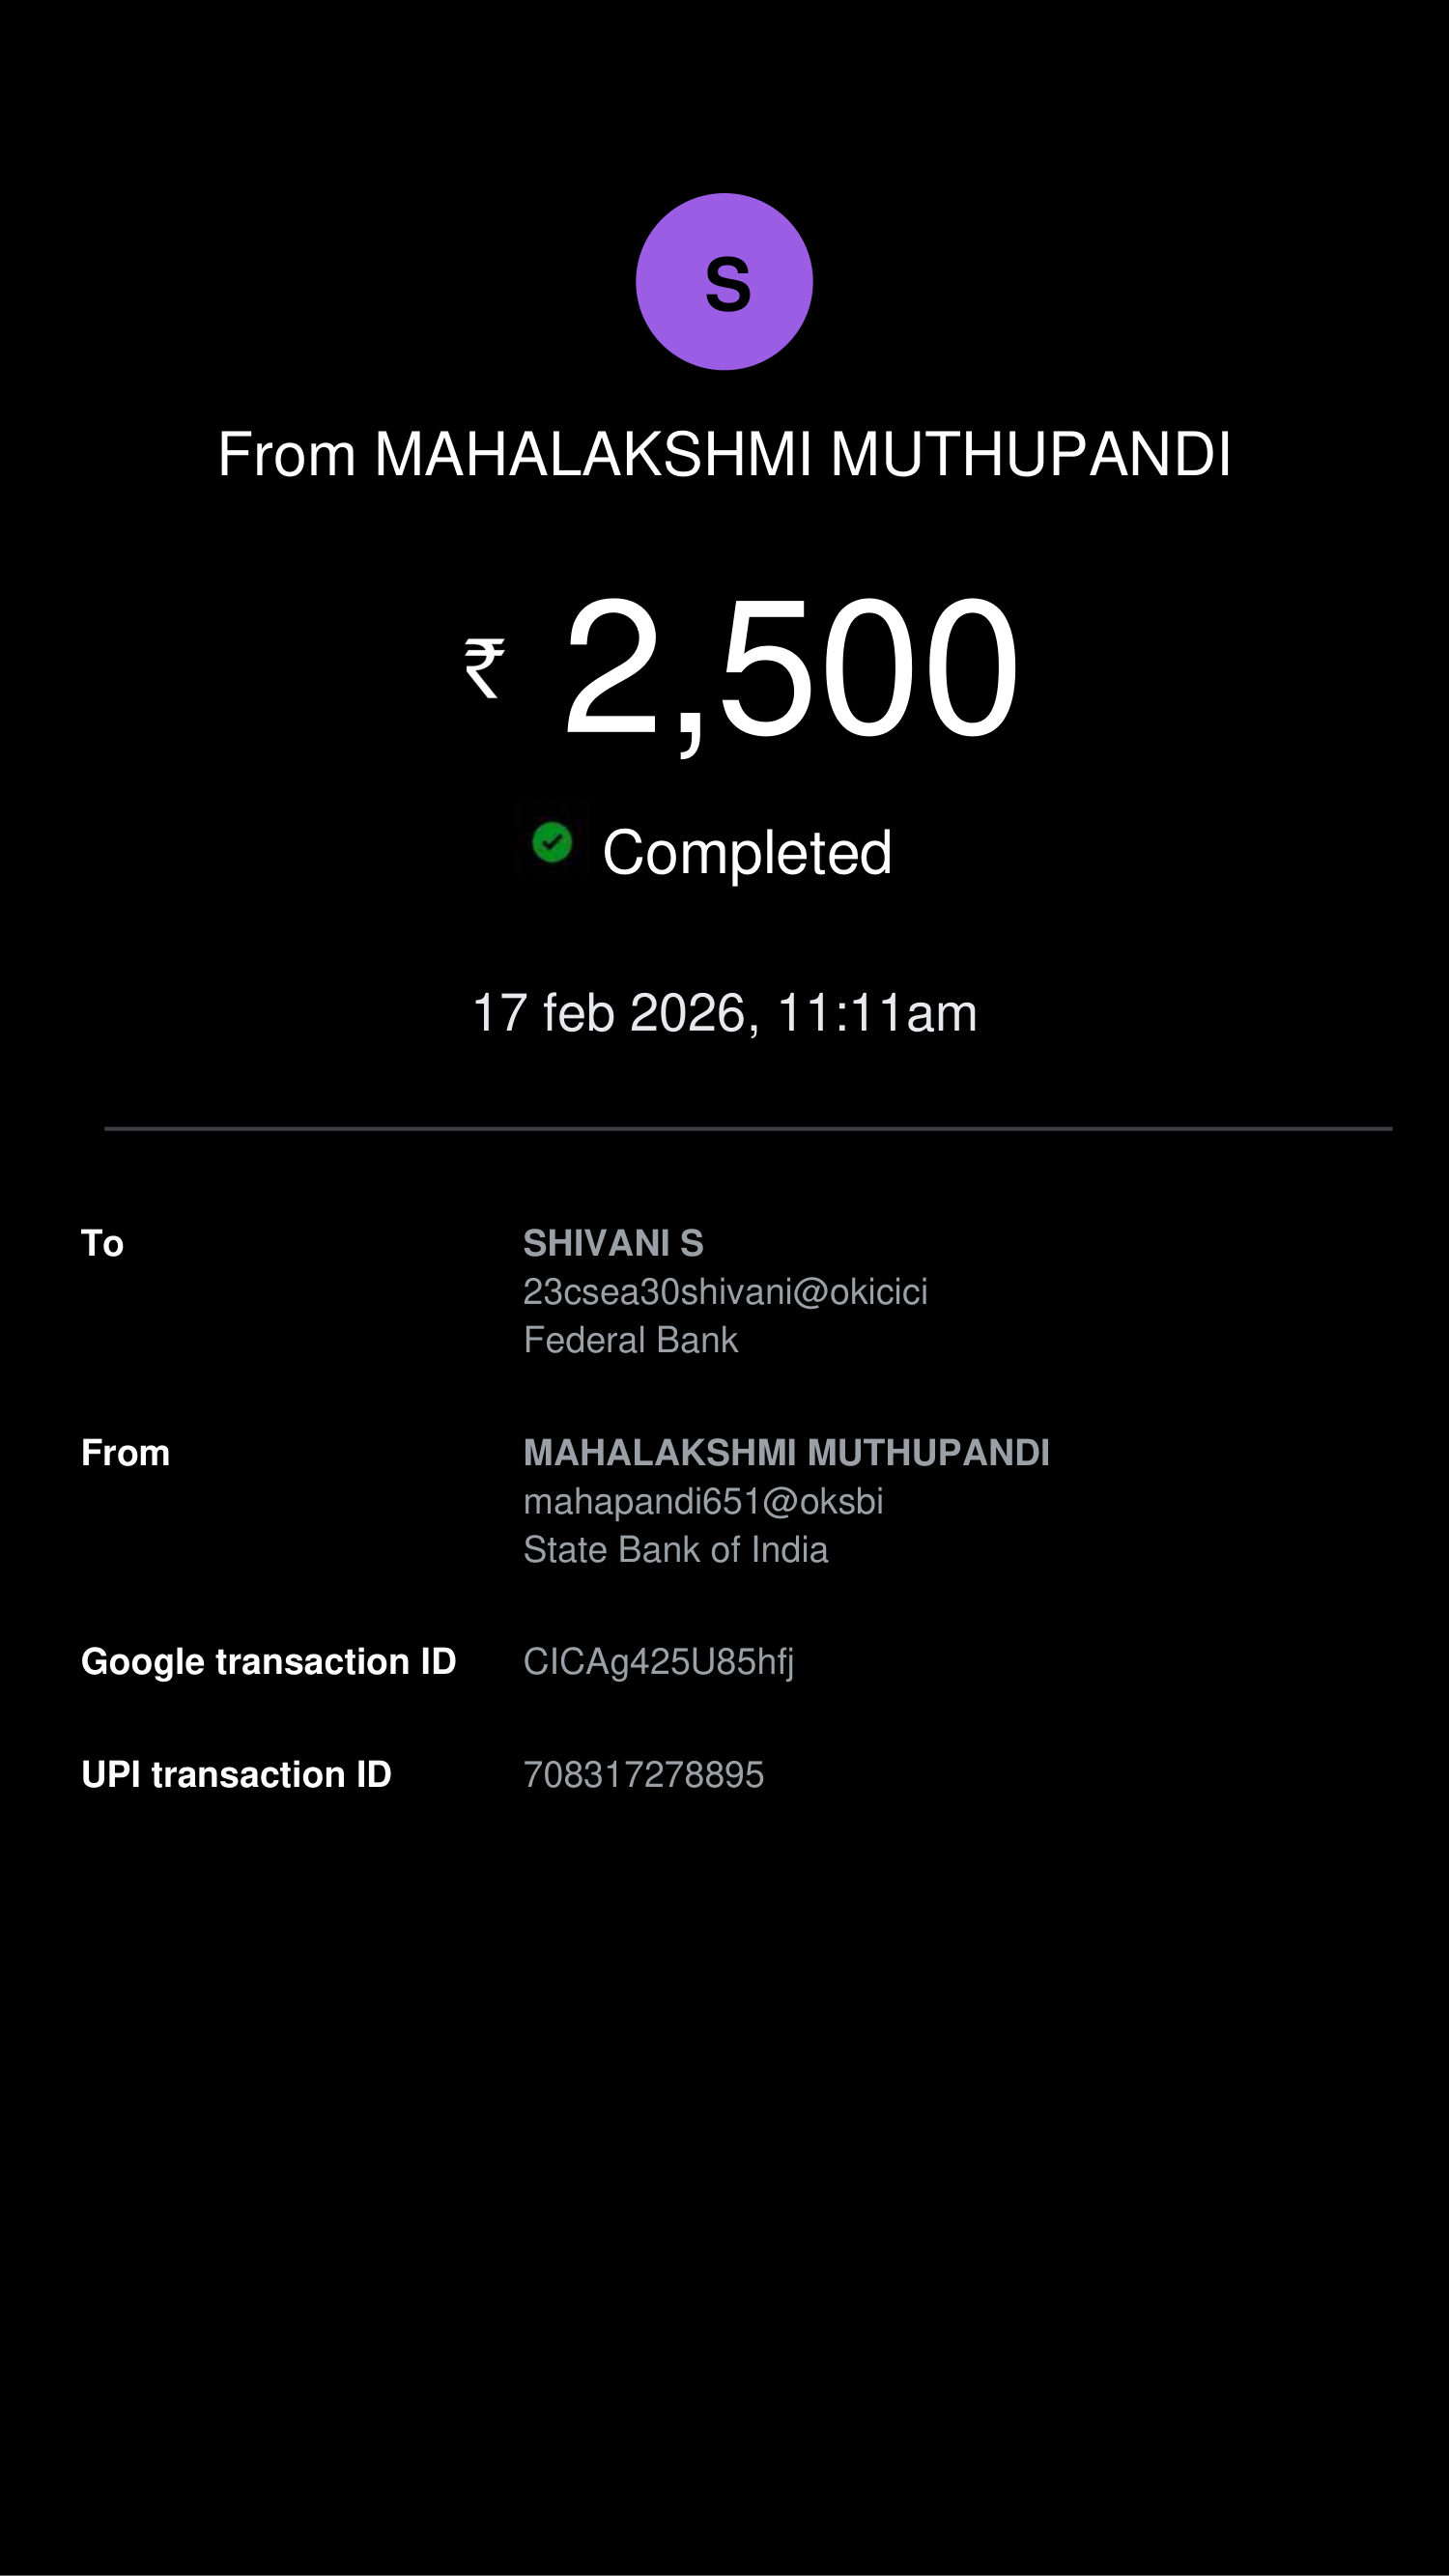 S
From MAHALAKSHMI MUTHUPANDI
₹ 2,500
Completed
17 feb 2026, 11:11am
To
SHIVANI S
23csea30shivani@okicici
Federal Bank
From
MAHALAKSHMI MUTHUPANDI
mahapandi651@oksbi
State Bank of India
Google transaction ID
CICAg425U85hfj
UPI transaction ID
708317278895